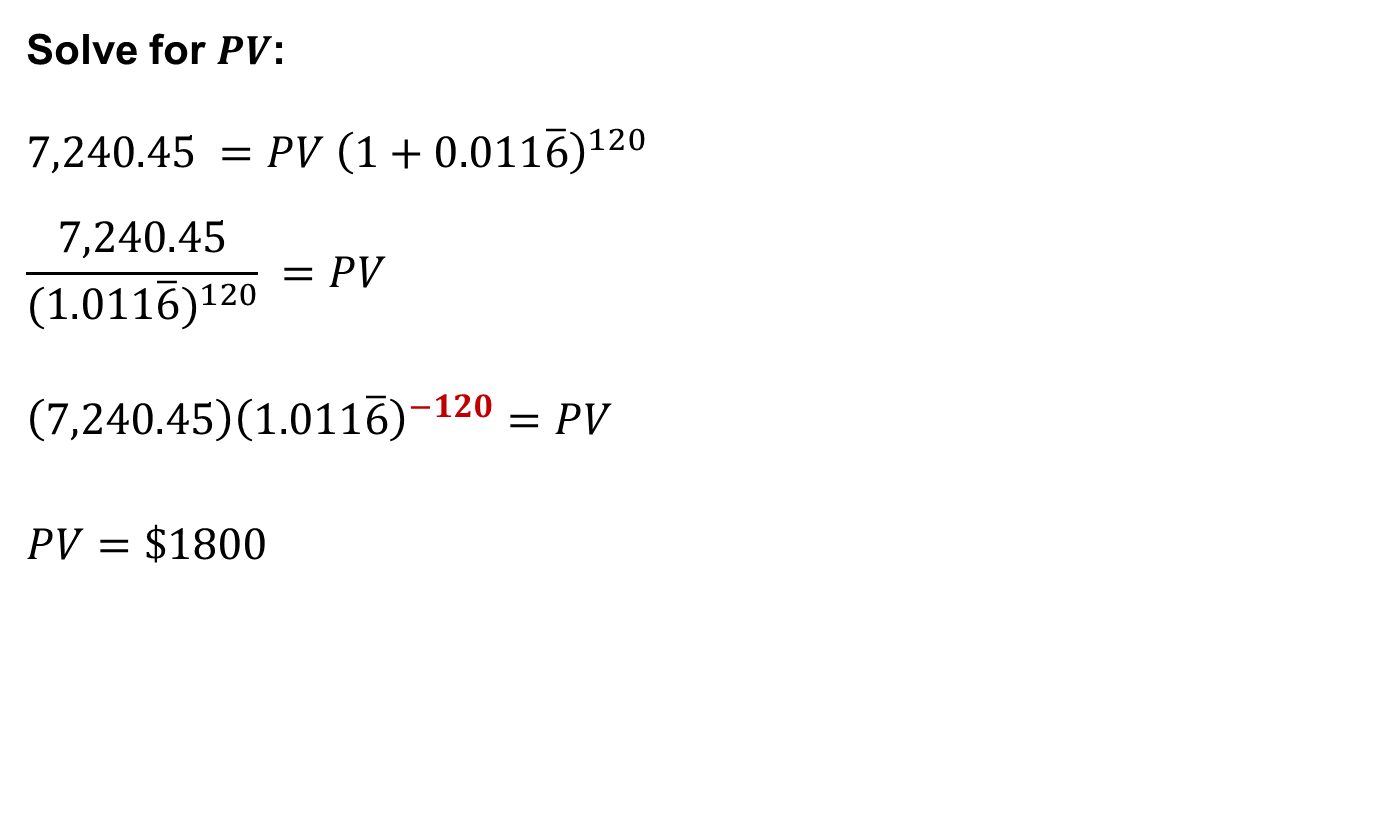 Solve for 𝑷𝑽:
7,240.45 = 𝑃𝑉 (1 + 0.0116̅)¹²⁰
7,240.45
(1.0116̅)¹²⁰
= 𝑃𝑉
(7,240.45)(1.0116̅)⁻¹²⁰ = 𝑃𝑉
𝑃𝑉 = $1800